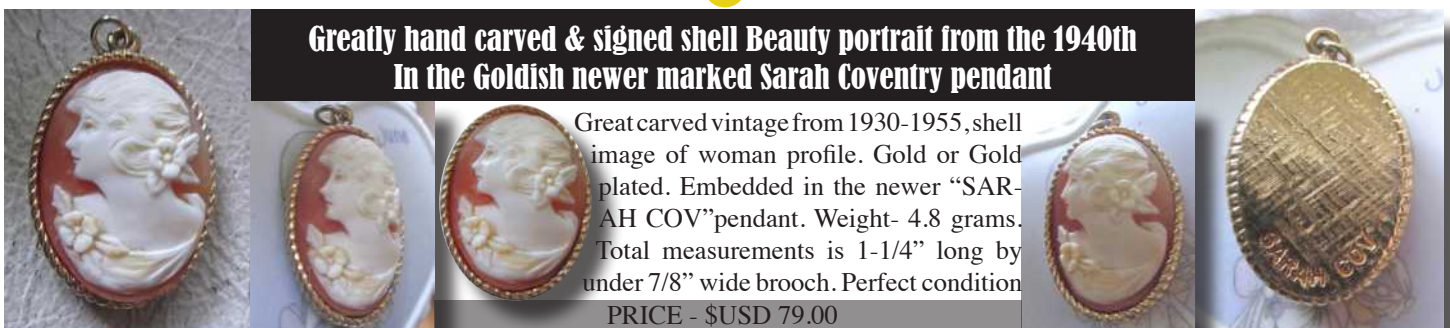 Greatly hand carved & signed shell Beauty portrait from the 1940th
In the Goldish newer marked Sarah Coventry pendant
Great carved vintage from 1930-1955, shell
image of woman profile. Gold or Gold
plated. Embedded in the newer “SAR-
AH COV”pendant. Weight- 4.8 grams.
Total measurements is 1-1/4” long by
under 7/8” wide brooch. Perfect condition
PRICE - $USD 79.00
SARAH COV